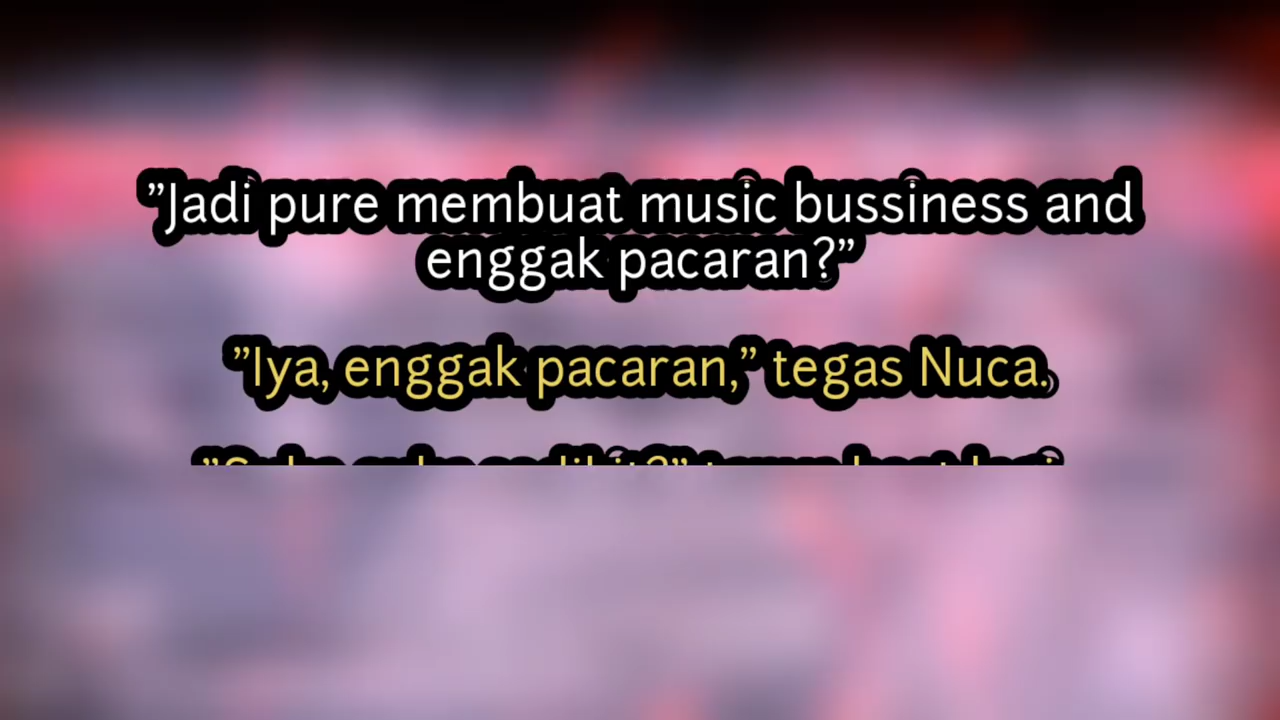 ”Jadi pure membuat music bussiness and
enggak pacaran?”
”Iya, enggak pacaran,” tegas Nuca.